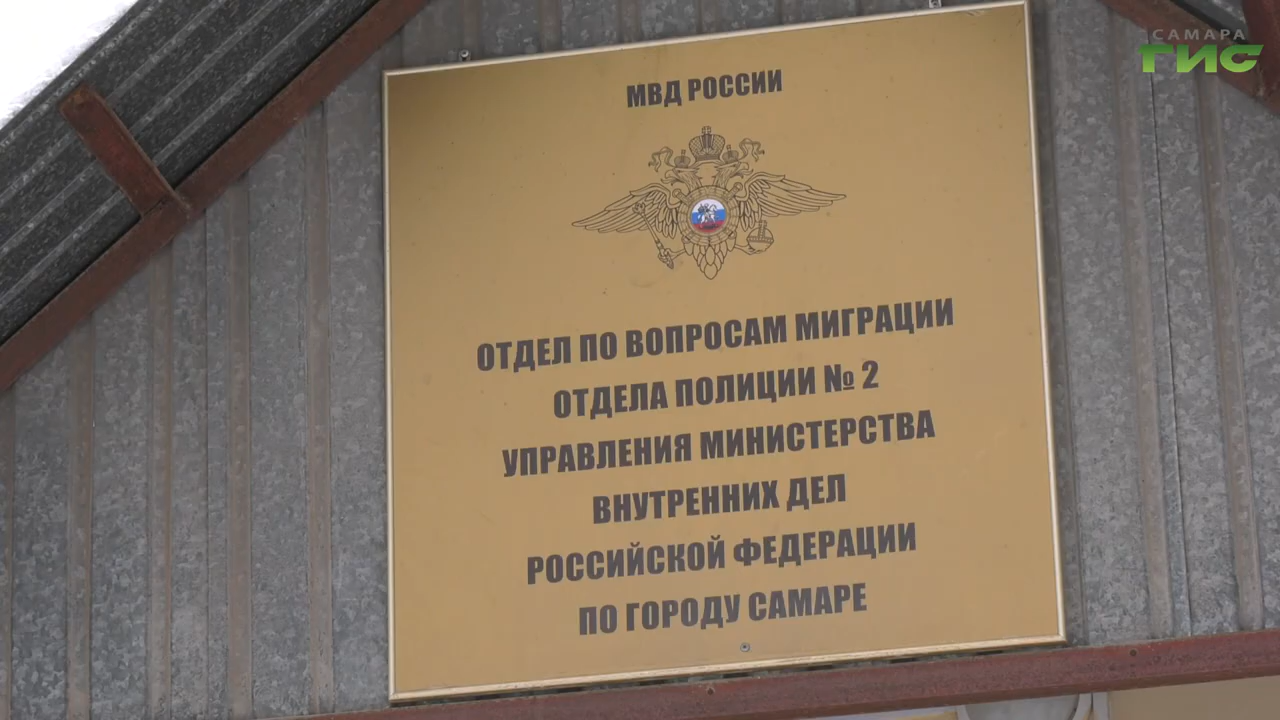 САМАРА
ГИС
МВД РОССИИ
ОТДЕЛ ПО ВОПРОСАМ МИГРАЦИИ
ОТДЕЛА ПОЛИЦИИ № 2
УПРАВЛЕНИЯ МИНИСТЕРСТВА
ВНУТРЕННИХ ДЕЛ
РОССИЙСКОЙ ФЕДЕРАЦИИ
ПО ГОРОДУ САМАРЕ